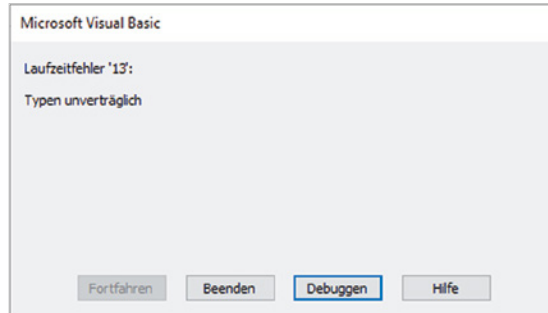 Microsoft Visual Basic
Laufzeitfehler '13':
Typen unverträglich
Fortfahren
Beenden
Debuggen
Hilfe